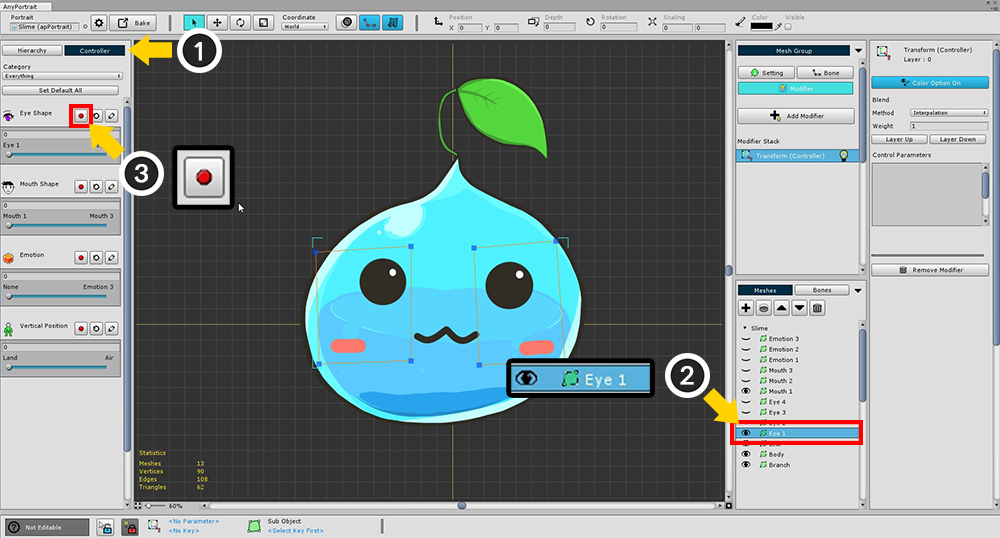 AnyPortrait
Portrait
Slime (apPortrait)
Bake
Coordinate
World
Position
X 0 Y 0
Depth
0
Rotation
0
Scaling
0 0
Color
Visible
Hierarchy
Controller
1
Category
Everything
Set Default All
Eye Shape
0
Eye 1
3
Mouth Shape
0
Mouth 1 Mouth 3
Emotion
0
None Emotion 3
Vertical Position
0
Land Air
Eye 1
2
Statistics
Meshes 13
Vertices 90
Edges 108
Triangles 62
60%
Mesh Group
Setting
Bone
Modifier
Add Modifier
Modifier Stack
Transform (Controller)
Meshes
Bones
Slime
Emotion 3
Emotion 2
Emotion 1
Mouth 3
Mouth 2
Mouth 1
Eye 4
Eye 3
Eye 1
Body
Branch
Transform (Controller)
Layer : 0
Color Option On
Blend
Method Interpolation
Weight 1
Layer Up Layer Down
Control Parameters
Remove Modifier
Not Editable
<No Parameter>
<No Key>
Sub Object
<Select Key First>